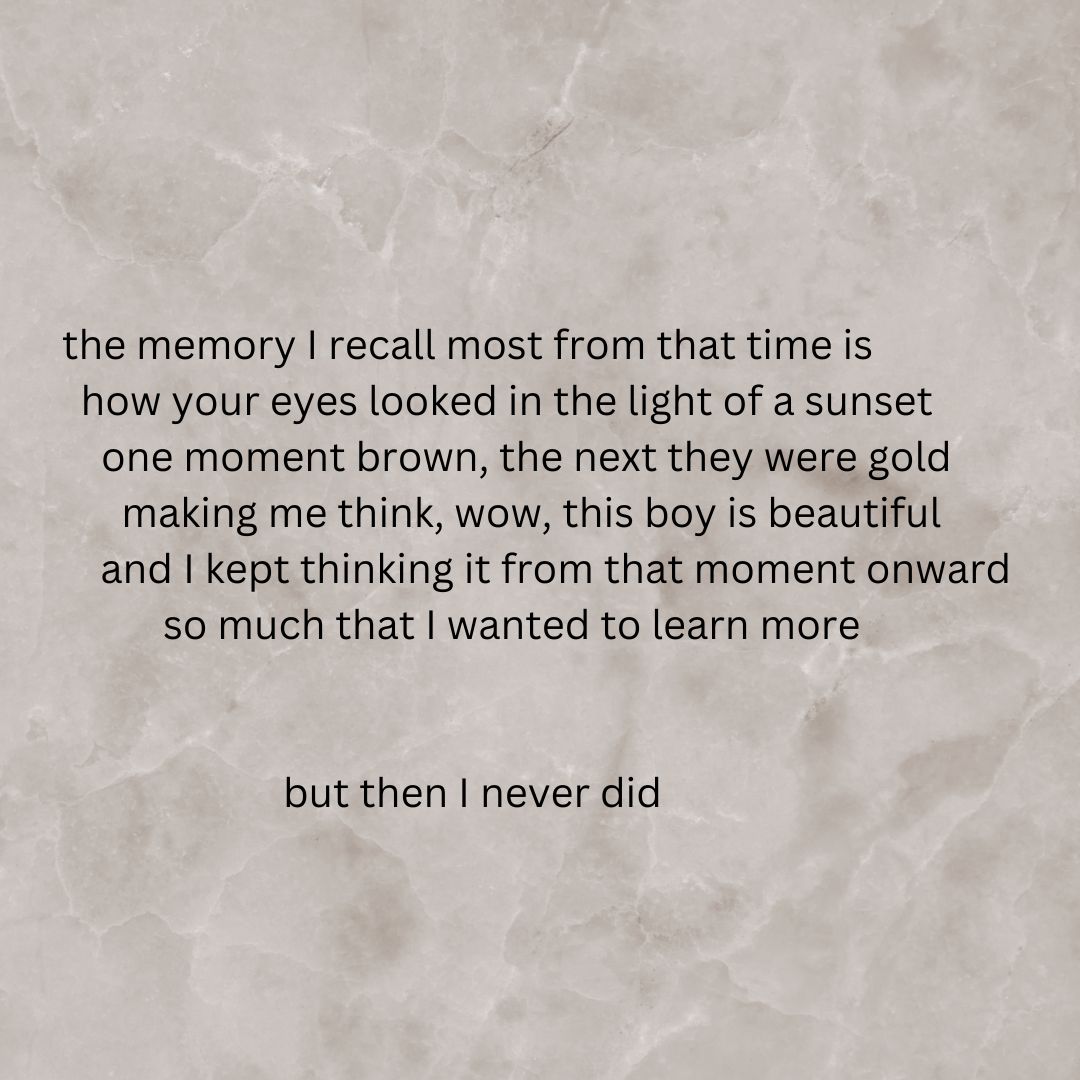 the memory I recall most from that time is
how your eyes looked in the light of a sunset
one moment brown, the next they were gold
making me think, wow, this boy is beautiful
and I kept thinking it from that moment onward
so much that I wanted to learn more
but then I never did